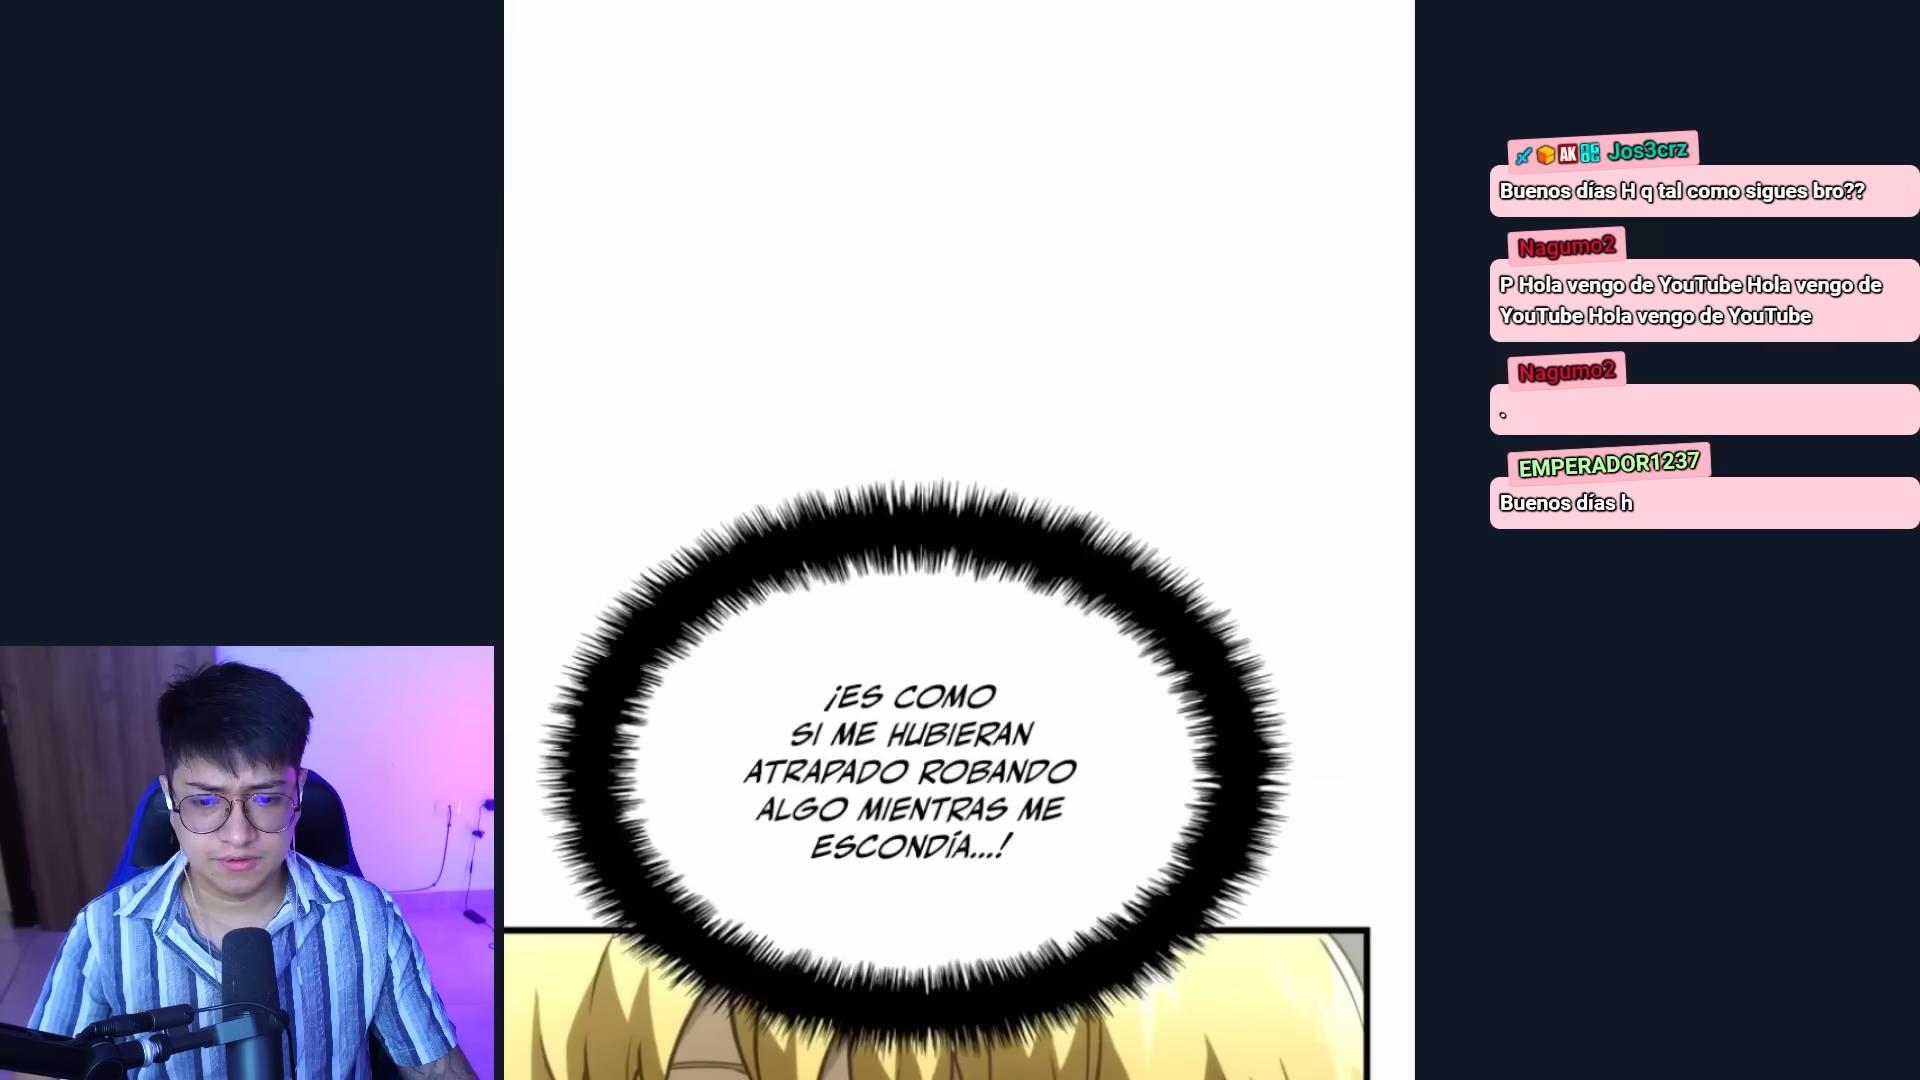 ¡ES COMO
SI ME HUBIERAN
ATRAPADO ROBANDO
ALGO MIENTRAS ME
ESCONDÍA...!
AK Jos3crz
Buenos días H q tal como sigues bro??
Nagumo2
P Hola vengo de YouTube Hola vengo de
YouTube Hola vengo de YouTube
Nagumo2
.
EMPERADOR1237
Buenos días h